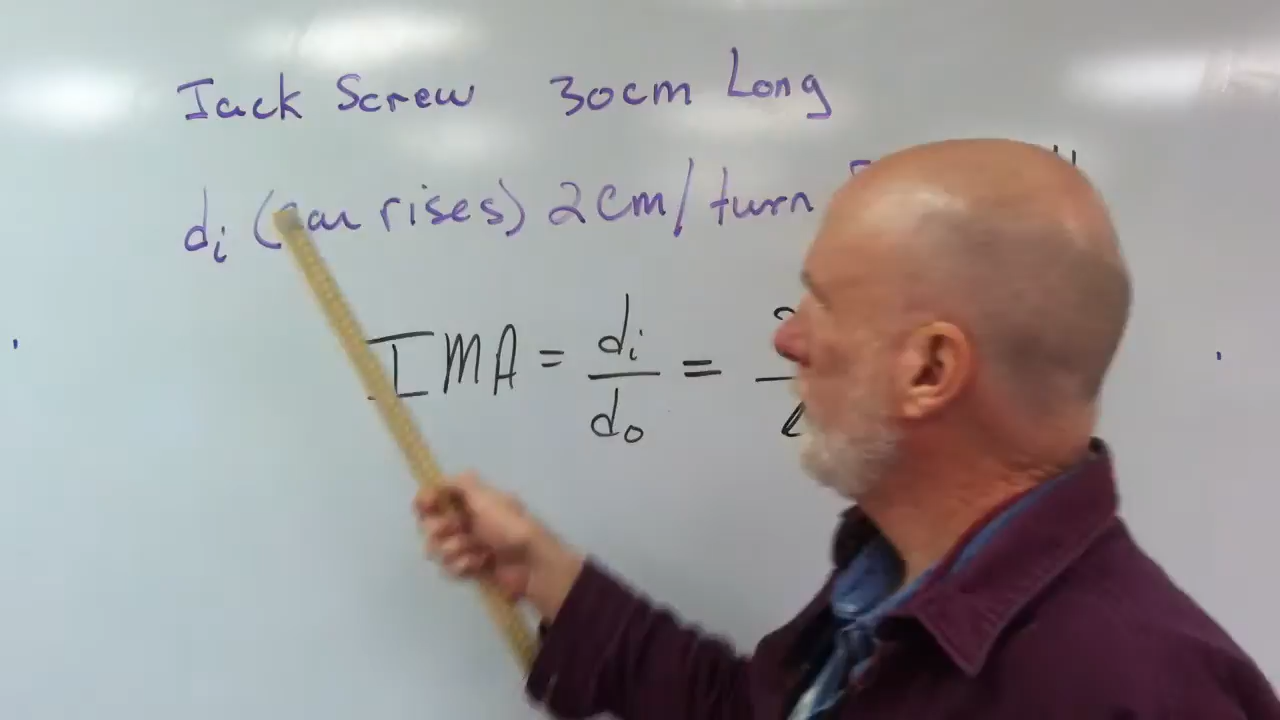 Jack Screw 30cm Long
di (car rises) 2cm/turn
IMA = di/do =